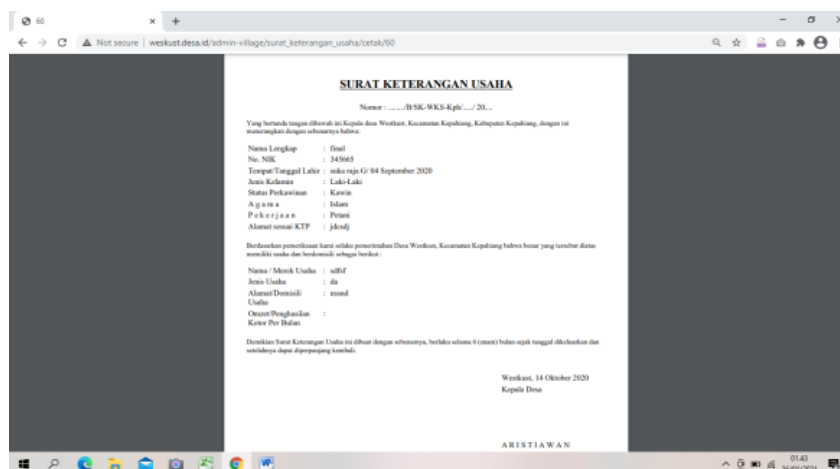 60
Not secure | weskust.desa.id/admin-village/surat_keterangan_usaha/cetak/60
SURAT KETERANGAN USAHA
Nomor : ......../B/SK-WKS-Kph/...../ 20....
Yang bertanda tangan dibawah ini Kepala desa Westkust, Kecamatan Kepahiang, Kabupaten Kepahiang, dengan ini
menerangkan dengan sebenarnya bahwa:
Nama Lengkap : final
No. NIK : 345665
Tempat/Tanggal Lahir : suka raja G/ 04 September 2020
Jenis Kelamin : Laki-Laki
Status Perkawinan : Kawin
A g a m a : Islam
P e k e r j a a n : Petani
Alamat sesuai KTP : jdcsdj
Berdasarkan pemeriksaan kami selaku pemerintahan Desa Westkust, Kecamatan Kepahiang bahwa benar yang tersebut diatas
memiliki usaha dan berdomisili sebagai berikut :
Nama / Merek Usaha :
Jenis Usaha : da
Alamat/Domisili :
Usaha
Omzet/Penghasilan :
Kotor Per Bulan
Demikian Surat Keterangan Usaha ini dibuat dengan sebenarnya, berlaku selama 6 (enam) bulan sejak tanggal dikeluarkan dan
setelahnya dapat diperpanjang kembali.
Westkust, 14 Oktober 2020
Kepala Desa
A R I S T I A W A N
01.43